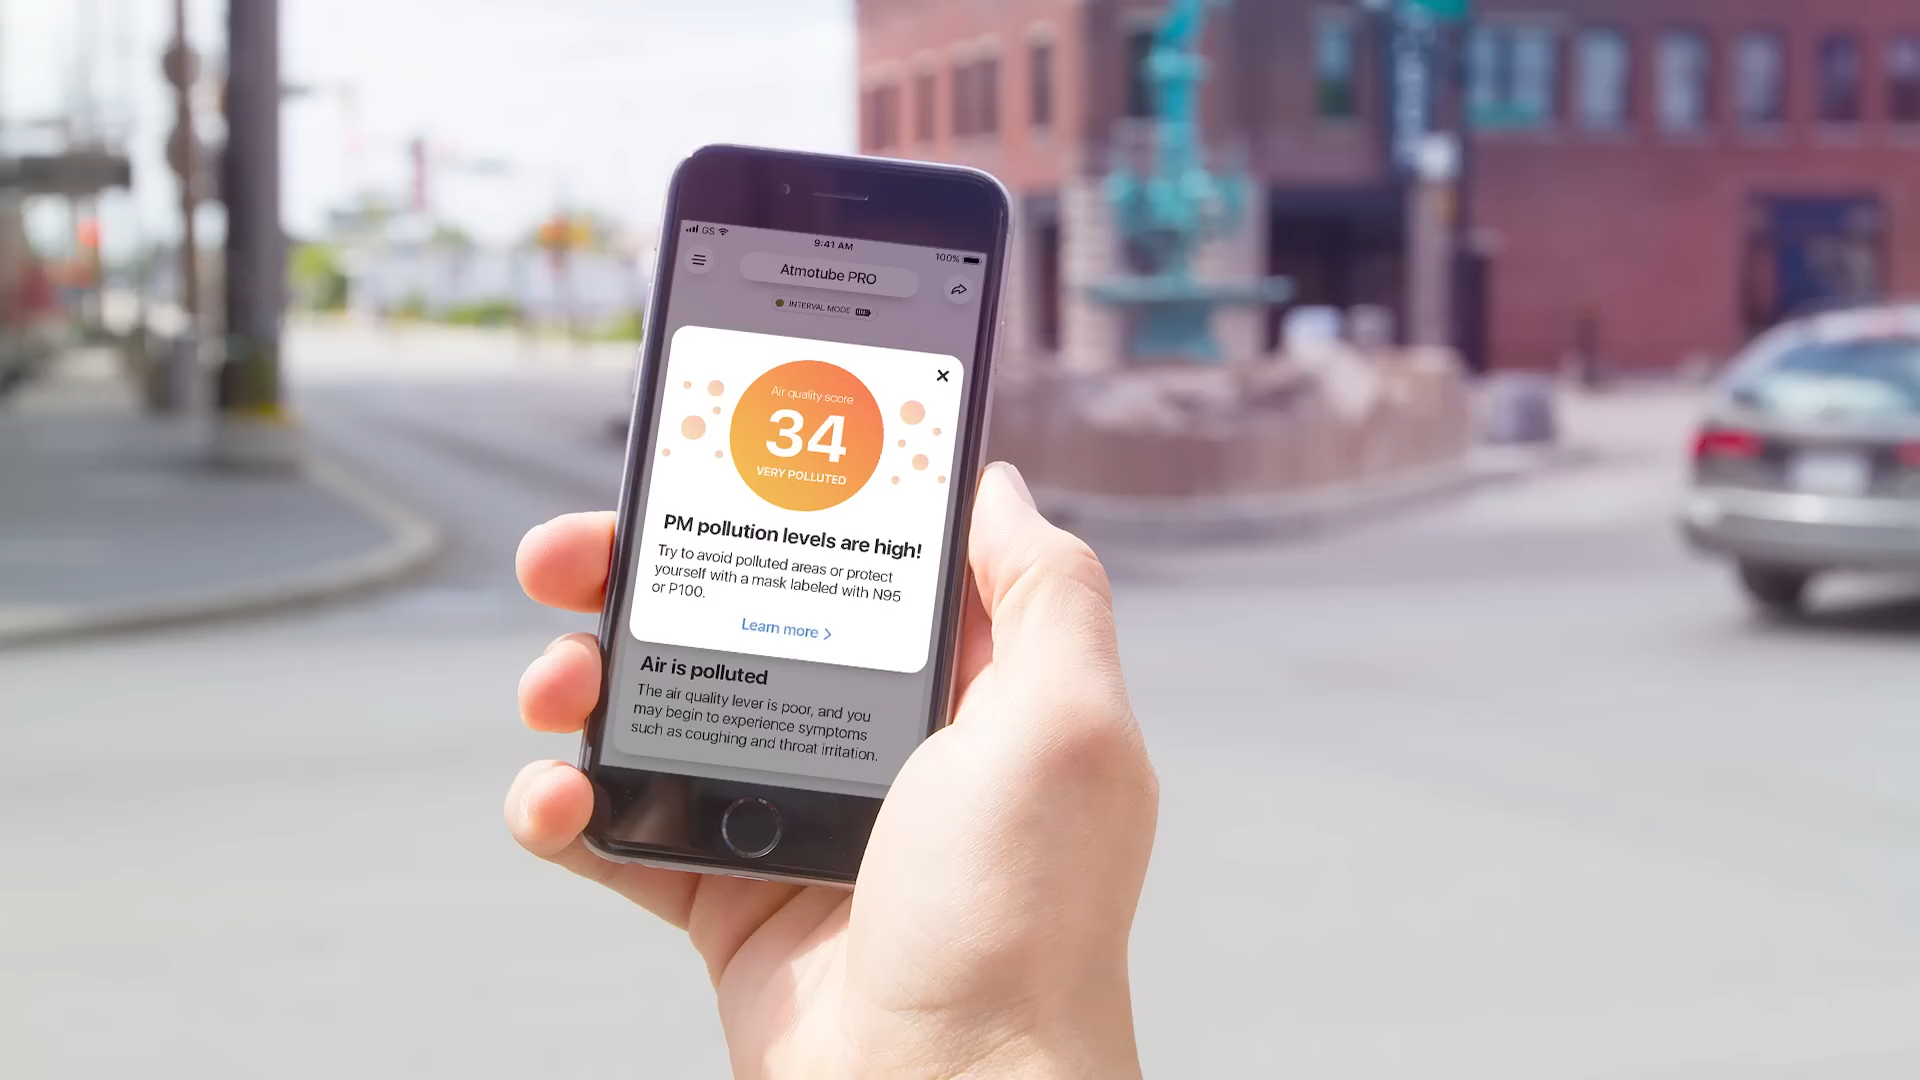 GS
9:41 AM
100%
Atmotube PRO
INTERVAL MODE
Air quality score
34
VERY POLLUTED
PM pollution levels are high!
Try to avoid polluted areas or protect
yourself with a mask labeled with N95
or P100.
Learn more
Air is polluted
The air quality lever is poor, and you
may begin to experience symptoms
such as coughing and throat irritation.